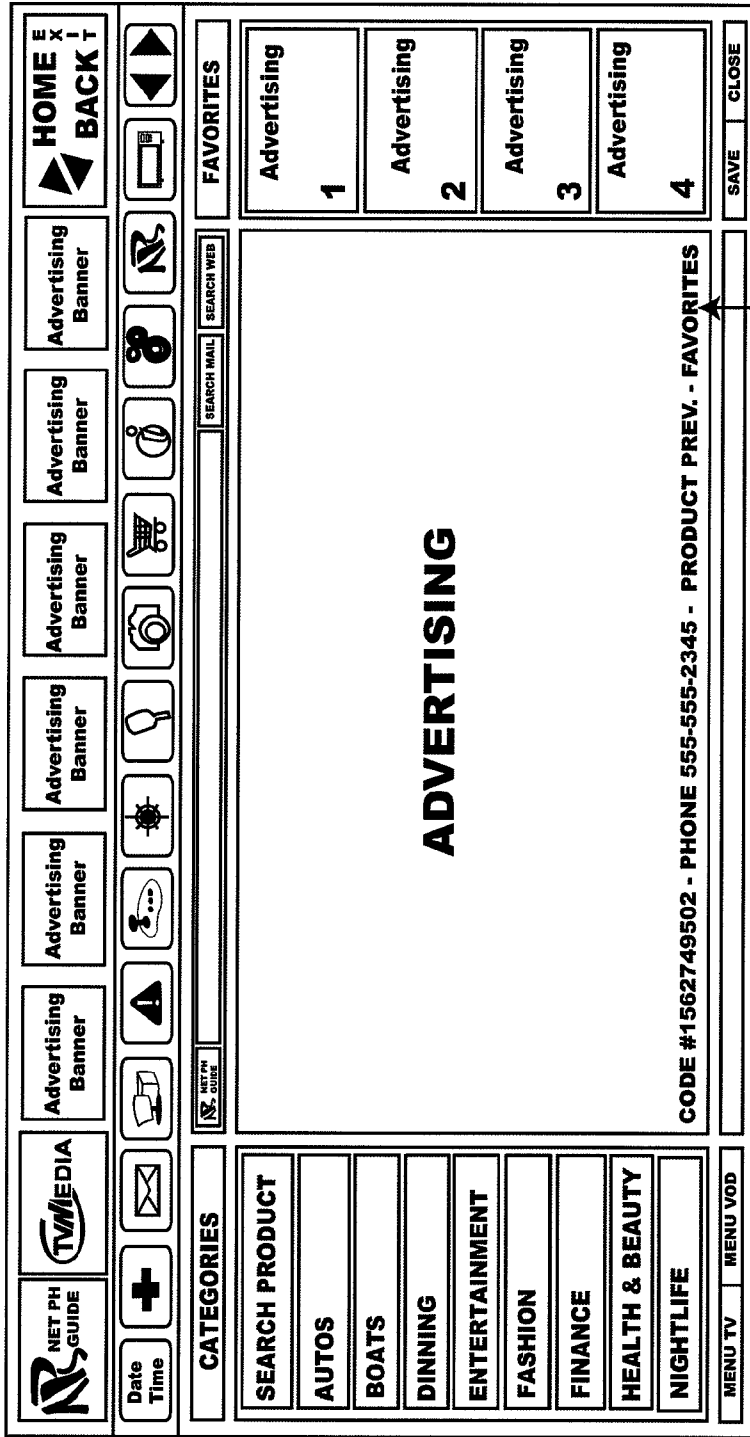 NET PH
GUIDE
TVMEDIA
Advertising
Banner
Advertising
Banner
Advertising
Banner
Advertising
Banner
Advertising
Banner
Advertising
Banner
HOME
BACK
EXIT
Date
Time
CATEGORIES
NET PH
GUIDE
SEARCH MAIL
SEARCH WEB
FAVORITES
SEARCH PRODUCT
AUTOS
BOATS
DINNING
ENTERTAINMENT
FASHION
FINANCE
HEALTH & BEAUTY
NIGHTLIFE
ADVERTISING
CODE #1562749502 - PHONE 555-555-2345 - PRODUCT PREV. - FAVORITES
Advertising
1
Advertising
2
Advertising
3
Advertising
4
MENU TV
MENU VOD
SAVE
CLOSE